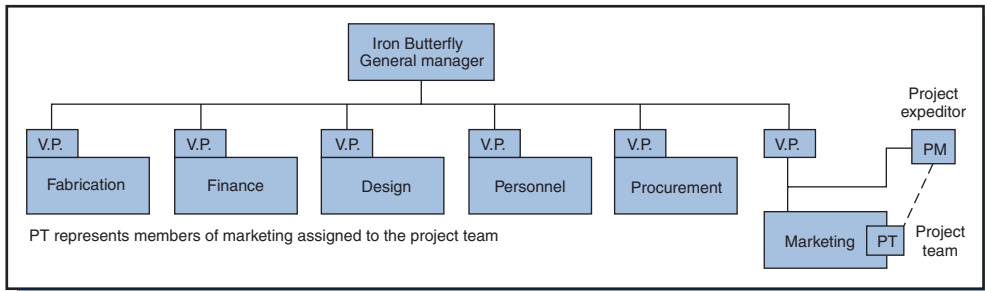 Iron Butterfly
General manager
Project
expeditor
V.P.
V.P.
V.P.
V.P.
V.P.
V.P.
PM
Fabrication
Finance
Design
Personnel
Procurement
PT represents members of marketing assigned to the project team
Marketing
PT
Project
team